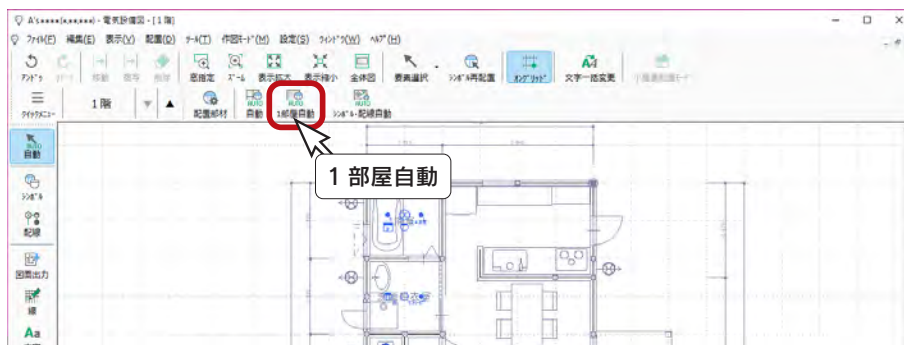 A's****(*.**.**) - 電気設備図 - [1 階]
ﾌｧｲﾙ(F) 編集(E) 表示(V) 配置(D) ﾂｰﾙ(T) 作図ﾓｰﾄﾞ(M) 設定(S) ｳｨﾝﾄﾞｳ(W) ﾍﾙﾌﾟ(H)
ｱﾝﾄﾞｩ 移動 複写 削除 窓指定 ｽﾞｰﾑ 表示拡大 表示縮小 全体図 要素選択 ｼﾝﾎﾞﾙ再配置 ｵﾝｸﾞﾘｯﾄﾞ 文字一括変更
ｸｲｯｸﾒﾆｭｰ 1 階 ▼ ▲ 配置部材 自動 1部屋自動 ｼﾝﾎﾞﾙ・配線自動
1 部屋自動
自動
ｼﾝﾎﾞﾙ
配線
図面出力
線
Aa